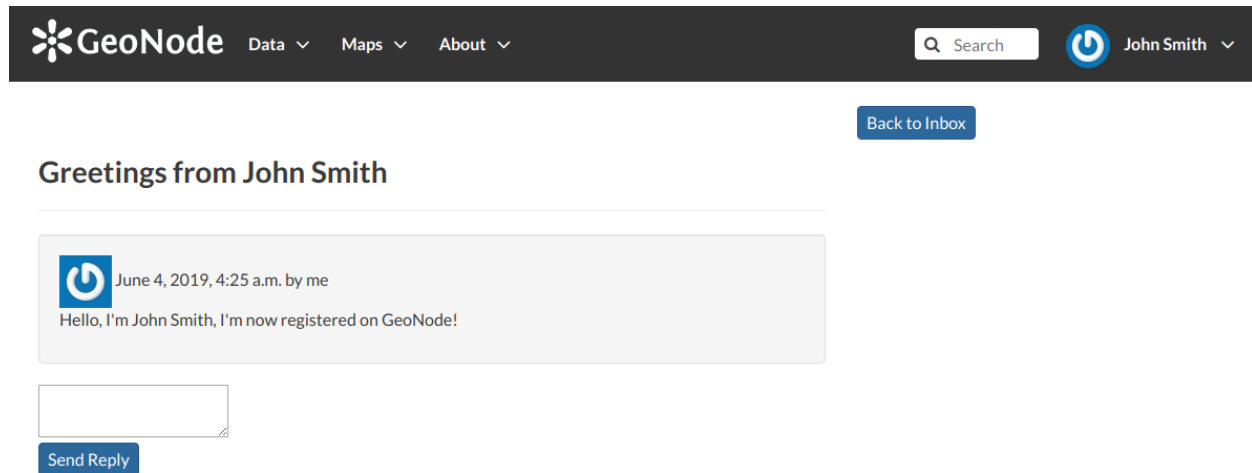 GeoNode Data Maps About Search John Smith
Back to Inbox
Greetings from John Smith
June 4, 2019, 4:25 a.m. by me
Hello, I'm John Smith, I'm now registered on GeoNode!
Send Reply